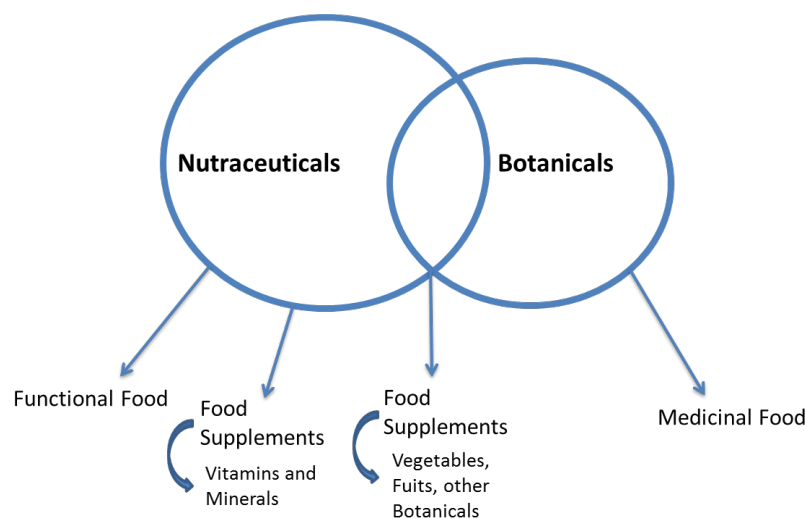 Nutraceuticals
Botanicals
Functional Food
Food
Supplements
Vitamins and
Minerals
Food
Supplements
Vegetables,
Fuits, other
Botanicals
Medicinal Food